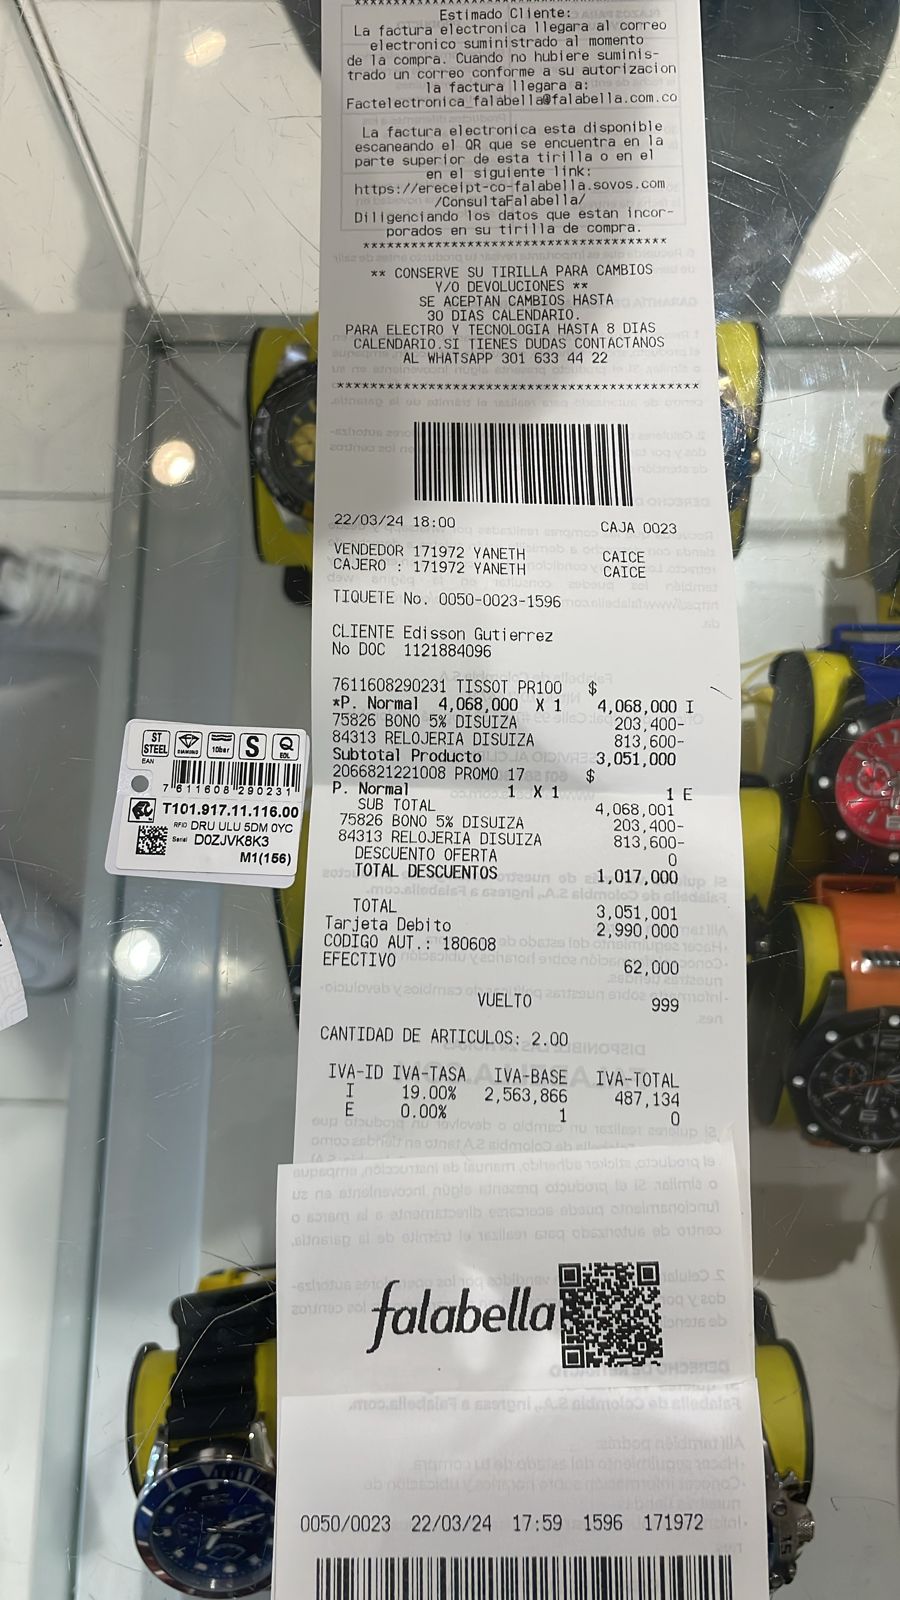 Estimado Cliente:
La factura electronica llegara al correo
electronico suministrado al momento
de la compra. Cuando no hubiere suminis-
trado un correo conforme a su autorizacion
la factura llegara a:
Factelectronica_falabella@falabella.com.co
La factura electronica esta disponible
escaneando el QR que se encuentra en la
parte superior de esta tirilla o en el
en el siguiente link:
https://ereceipt-co-falabella.sovos.com
/ConsultaFalabella/
Diligenciando los datos que estan incor-
porados en su tirilla de compra.
****************************************
** CONSERVE SU TIRILLA PARA CAMBIOS
Y/O DEVOLUCIONES **
SE ACEPTAN CAMBIOS HASTA
30 DIAS CALENDARIO.
PARA ELECTRO Y TECNOLOGIA HASTA 8 DIAS
CALENDARIO.SI TIENES DUDAS CONTACTANOS
AL WHATSAPP 301 633 44 22
****************************************
22/03/24 18:00 CAJA 0023
VENDEDOR 171972 YANETH CAICE
CAJERO : 171972 YANETH CAICE
TIQUETE No. 0050-0023-1596
CLIENTE Edisson Gutierrez
No DOC 1121884096
7611608290231 TISSOT PR100 $
*P. Normal 4,068,000 X 1 4,068,000 I
75826 BONO 5% DISUIZA 203,400-
84313 RELOJERIA DISUIZA 813,600-
Subtotal Producto 3,051,000
2066821221008 PROMO 17 $
P. Normal 1 X 1 1 E
SUB TOTAL 4,068,001
75826 BONO 5% DISUIZA 203,400-
84313 RELOJERIA DISUIZA 813,600-
DESCUENTO OFERTA 0
TOTAL DESCUENTOS 1,017,000
TOTAL 3,051,001
Tarjeta Debito 2,990,000
CODIGO AUT.: 180608
EFECTIVO 62,000
VUELTO 999
CANTIDAD DE ARTICULOS: 2.00
IVA-ID IVA-TASA IVA-BASE IVA-TOTAL
I 19.00% 2,563,866 487,134
E 0.00% 1 0
falabella
0050/0023 22/03/24 17:59 1596 171972
ST
STEEL
DIAMOND
10bar
S
Q
EOL
EAN
7 611608 290231
T101.917.11.116.00
RFID DRU ULU 5DM 0YC
Serial D0ZJVK8K3
M1(156)